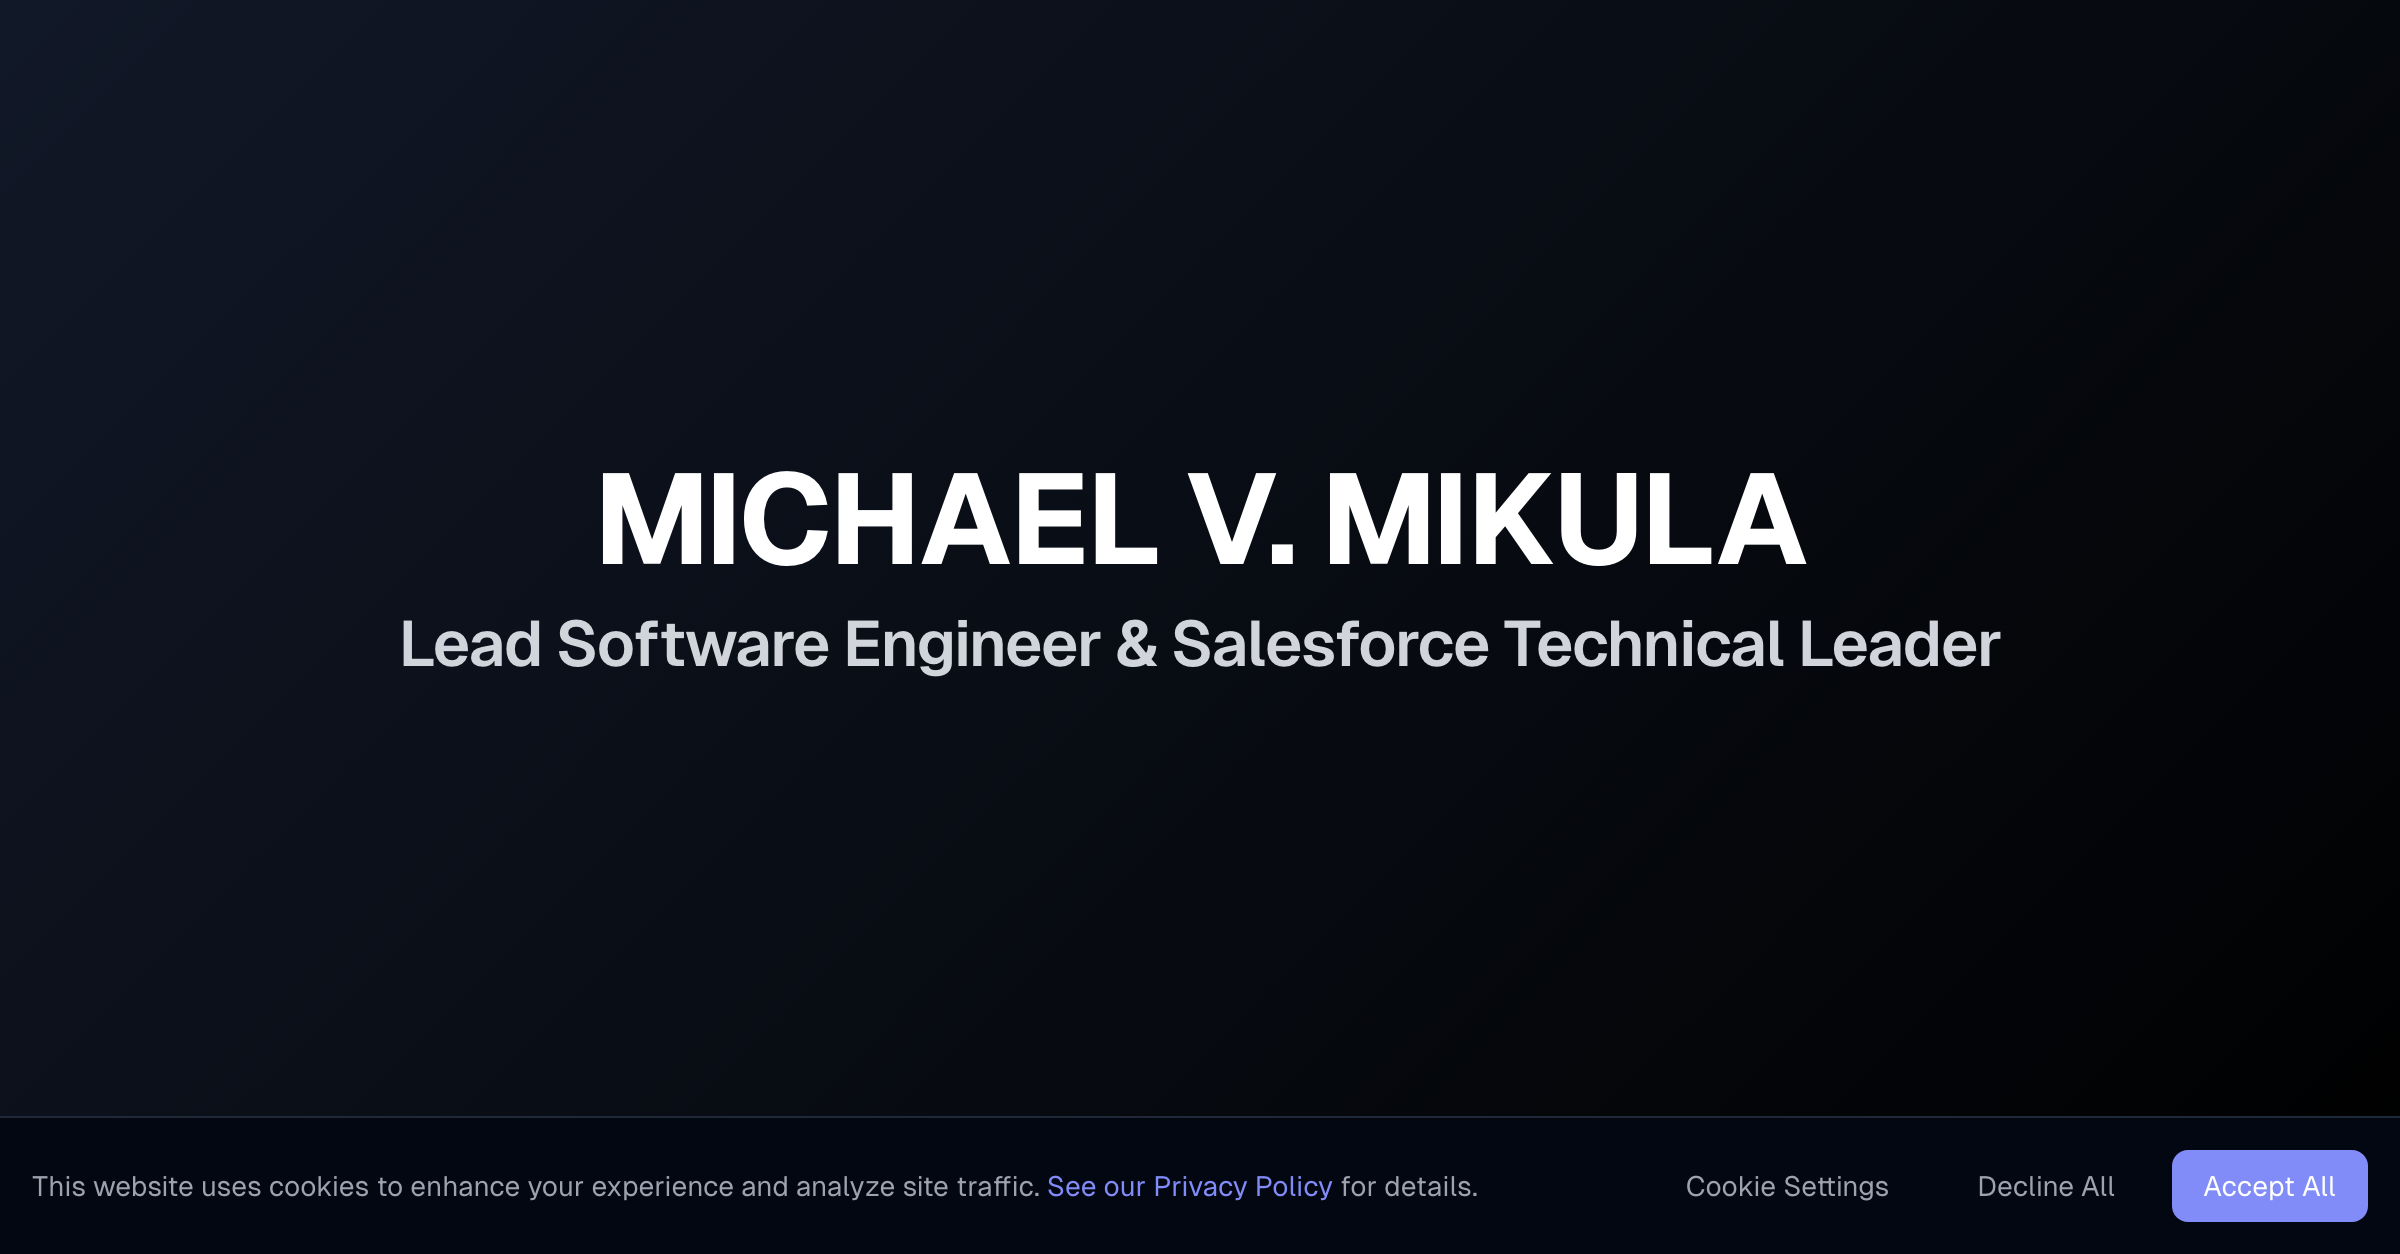 MICHAEL V. MIKULA
Lead Software Engineer & Salesforce Technical Leader
This website uses cookies to enhance your experience and analyze site traffic. See our Privacy Policy for details.
Cookie Settings
Decline All
Accept All